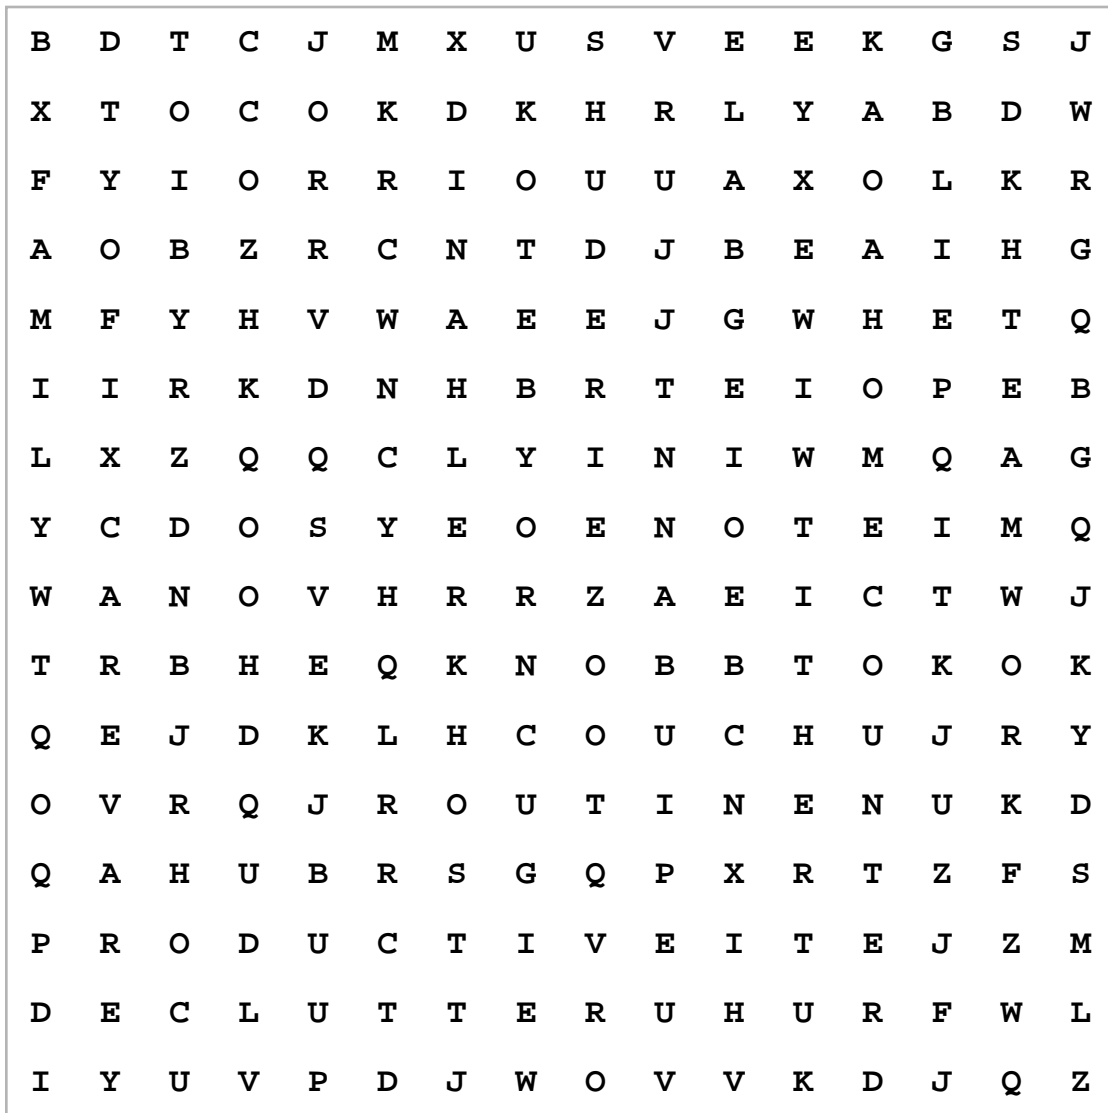 B D T C J M X U S V E E K G S J
X T O C O K D K H R L Y A B D W
F Y I O R R I O U U A X O L K R
A O B Z R C N T D J B E A I H G
M F Y H V W A E E J G W H E T Q
I I R K D N H B R T E I O P E B
L X Z Q Q C L Y I N I W M Q A G
Y C D O S Y E O E N O T E I M Q
W A N O V H R R Z A E I C T W J
T R B H E Q K N O B B T O K O K
Q E J D K L H C O U C H U J R Y
O V R Q J R O U T I N E N U K D
Q A H U B R S G Q P X R T Z F S
P R O D U C T I V E I T E J Z M
D E C L U T T E R U H U R F W L
I Y U V P D J W O V V K D J Q Z